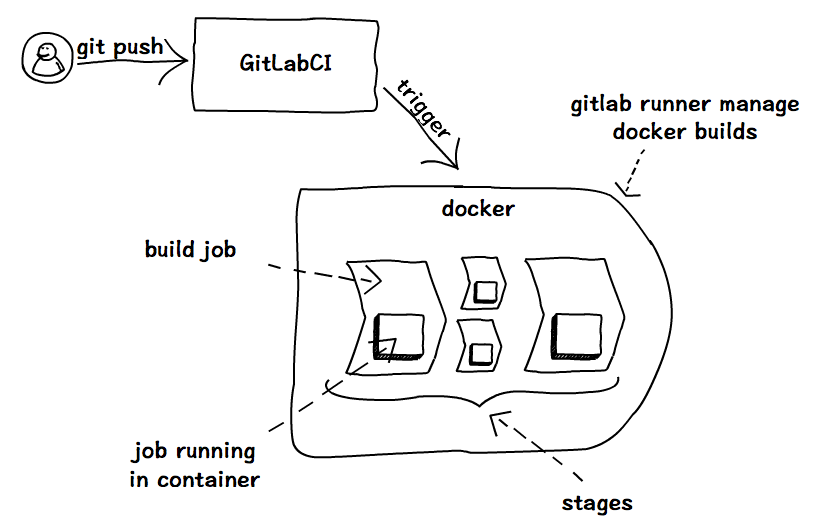 git push
GitLabCI
trigger
gitlab runner manage
docker builds
docker
build job
job running
in container
stages